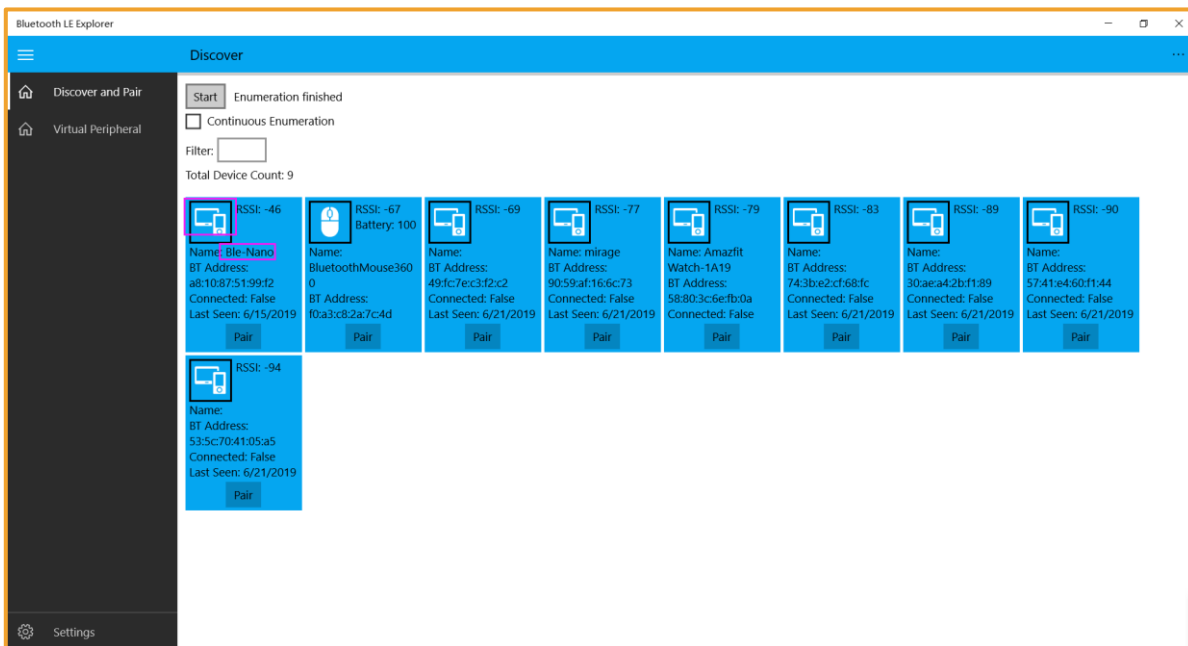 Bluetooth LE Explorer
Discover
Discover and Pair
Virtual Peripheral
Start Enumeration finished
Continuous Enumeration
Filter:
Total Device Count: 9
RSSI: -46
Name: Ble-Nano
BT Address:
a8:10:87:51:99:f2
Connected: False
Last Seen: 6/15/2019
Pair
RSSI: -67
Battery: 100
Name:
BluetoothMouse360
0
BT Address:
f0:a3:c8:2a:7c:4d
Pair
RSSI: -69
Name:
BT Address:
49:fc:7e:c3:f2:c2
Connected: False
Last Seen: 6/21/2019
Pair
RSSI: -77
Name: mirage
BT Address:
90:59:af:16:6c:73
Connected: False
Last Seen: 6/21/2019
Pair
RSSI: -79
Name: Amazfit
Watch-1A19
BT Address:
58:80:3c:6e:fb:0a
Connected: False
Pair
RSSI: -83
Name:
BT Address:
74:3b:e2:cf:68:fc
Connected: False
Last Seen: 6/21/2019
Pair
RSSI: -89
Name:
BT Address:
30:ae:a4:2b:f1:89
Connected: False
Last Seen: 6/21/2019
Pair
RSSI: -90
Name:
BT Address:
57:41:e4:60:f1:44
Connected: False
Last Seen: 6/21/2019
Pair
RSSI: -94
Name:
BT Address:
53:5c:70:41:05:a5
Connected: False
Last Seen: 6/21/2019
Pair
Settings